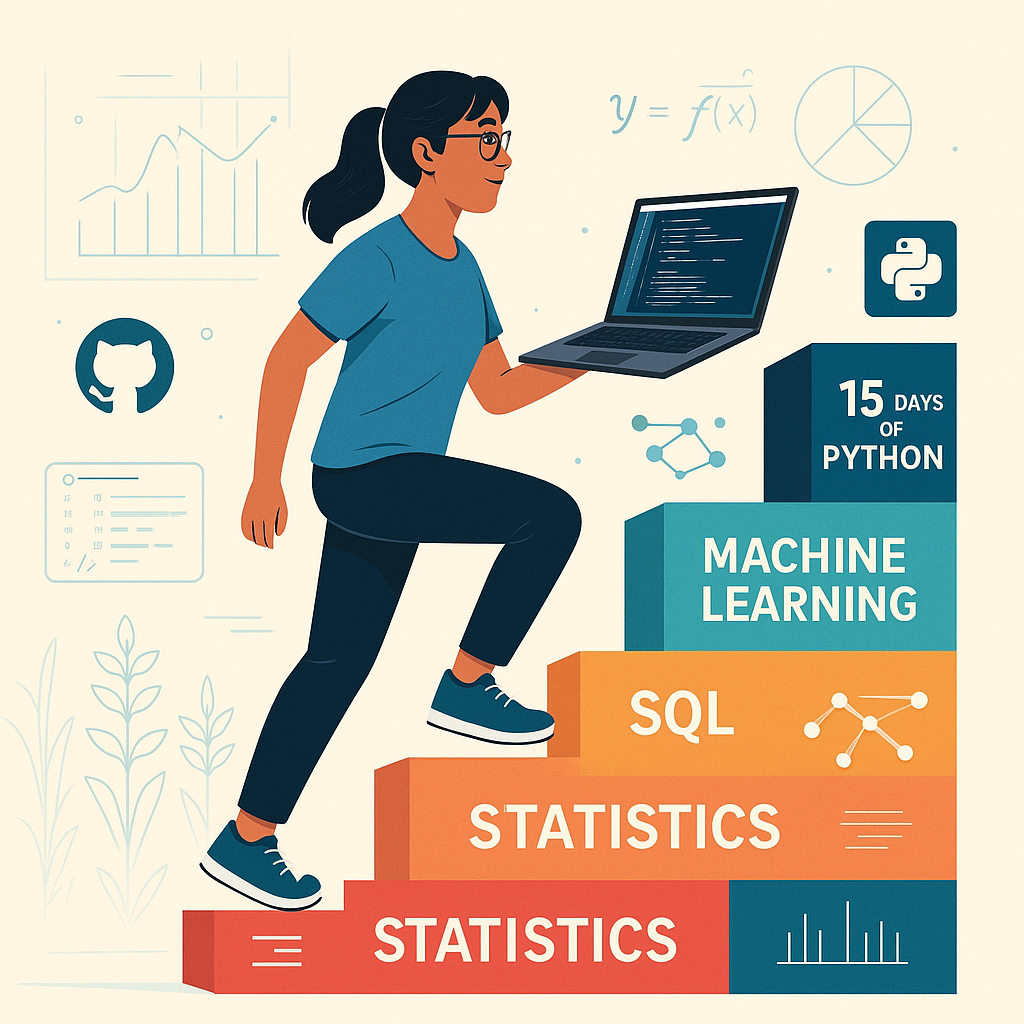 y = f(x)
15 DAYS
OF
PYTHON
MACHINE
LEARNING
SQL
STATISTICS
STATISTICS